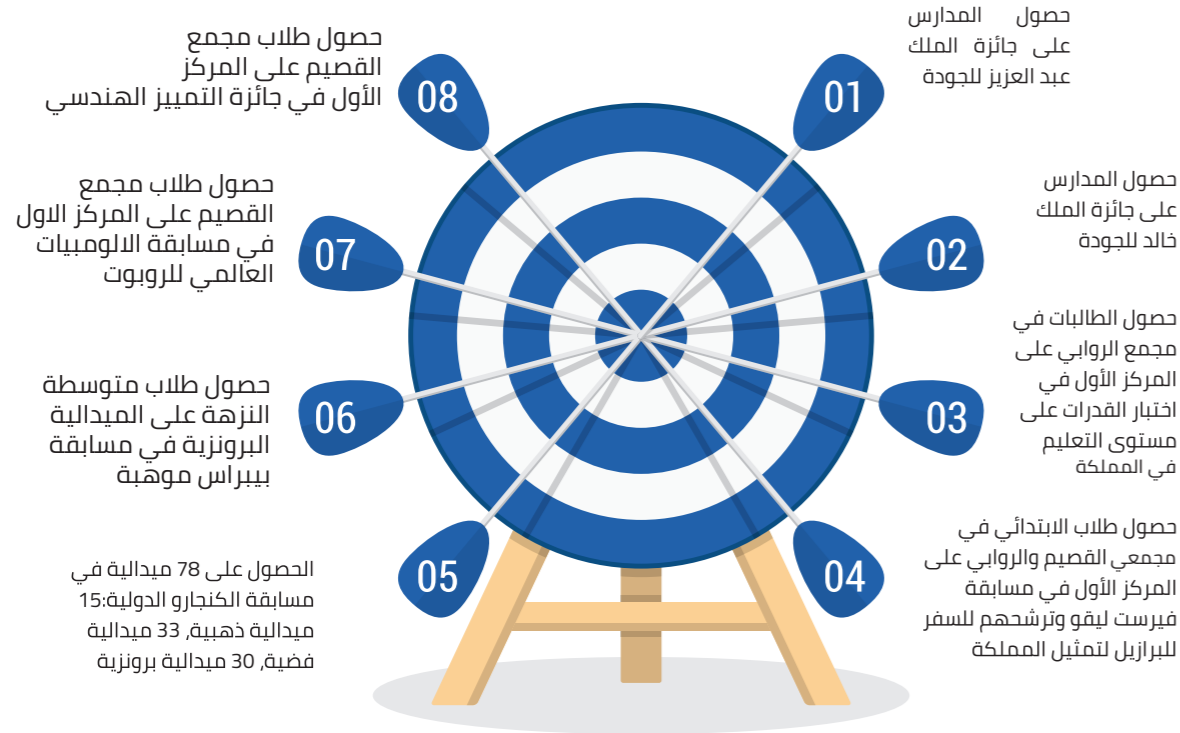 01
حصول المدارس
على جائزة الملك
عبد العزيز للجودة
02
حصول المدارس
على جائزة الملك
خالد للجودة
03
حصول الطالبات في
مجمع الروابي على
المركز الأول في
اختبار القدرات على
مستوى التعليم
في المملكة
04
حصول طلاب الابتدائي في
مجمعي القصيم والروابي على
المركز الأول في مسابقة
فيرست ليقو وترشحهم للسفر
للبرازيل لتمثيل المملكة
05
الحصول على 78 ميدالية في
مسابقة الكنجارو الدولية:15
ميدالية ذهبية, 33 ميدالية
فضية, 30 ميدالية برونزية
06
حصول طلاب متوسطة
النزهة على الميدالية
البرونزية في مسابقة
بيبراس موهبة
07
حصول طلاب مجمع
القصيم على المركز الاول
في مسابقة الالومبيات
العالمي للروبوت
08
حصول طلاب مجمع
القصيم على المركز
الأول في جائزة التمييز الهندسي